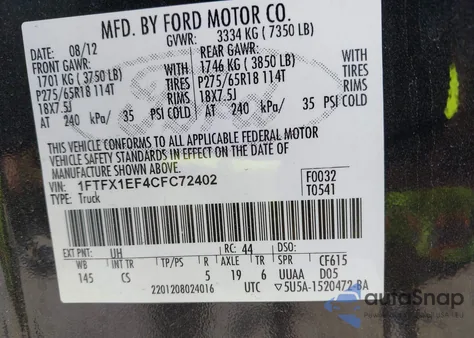 MFD. BY FORD MOTOR CO.
DATE: 08/12 GVWR: 3334 KG ( 7350 LB)
FRONT GAWR: REAR GAWR:
1701 KG ( 3750 LB) 1746 KG ( 3850 LB)
P275/65R18 114T TIRES P275/65R18 114T
18X7.5J RIMS 18X7.5J
AT 240 kPa/ 35 PSI COLD AT 240 kPa/ 35 PSI COLD
THIS VEHICLE CONFORMS TO ALL APPLICABLE FEDERAL MOTOR
VEHICLE SAFETY STANDARDS IN EFFECT ON THE DATE OF
MANUFACTURE SHOWN ABOVE.
VIN: 1FTFX1EF4CFC72402 F0032
TYPE: Truck T0541
EXT PNT: UH RC: 44 DSO:
WB INT TR TP/PS R AXLE TR SPR CF615
145 CS 5 19 6 UUAA D05
2201208024016 UTC ▽5U5A-1520472-BA
autoSnap